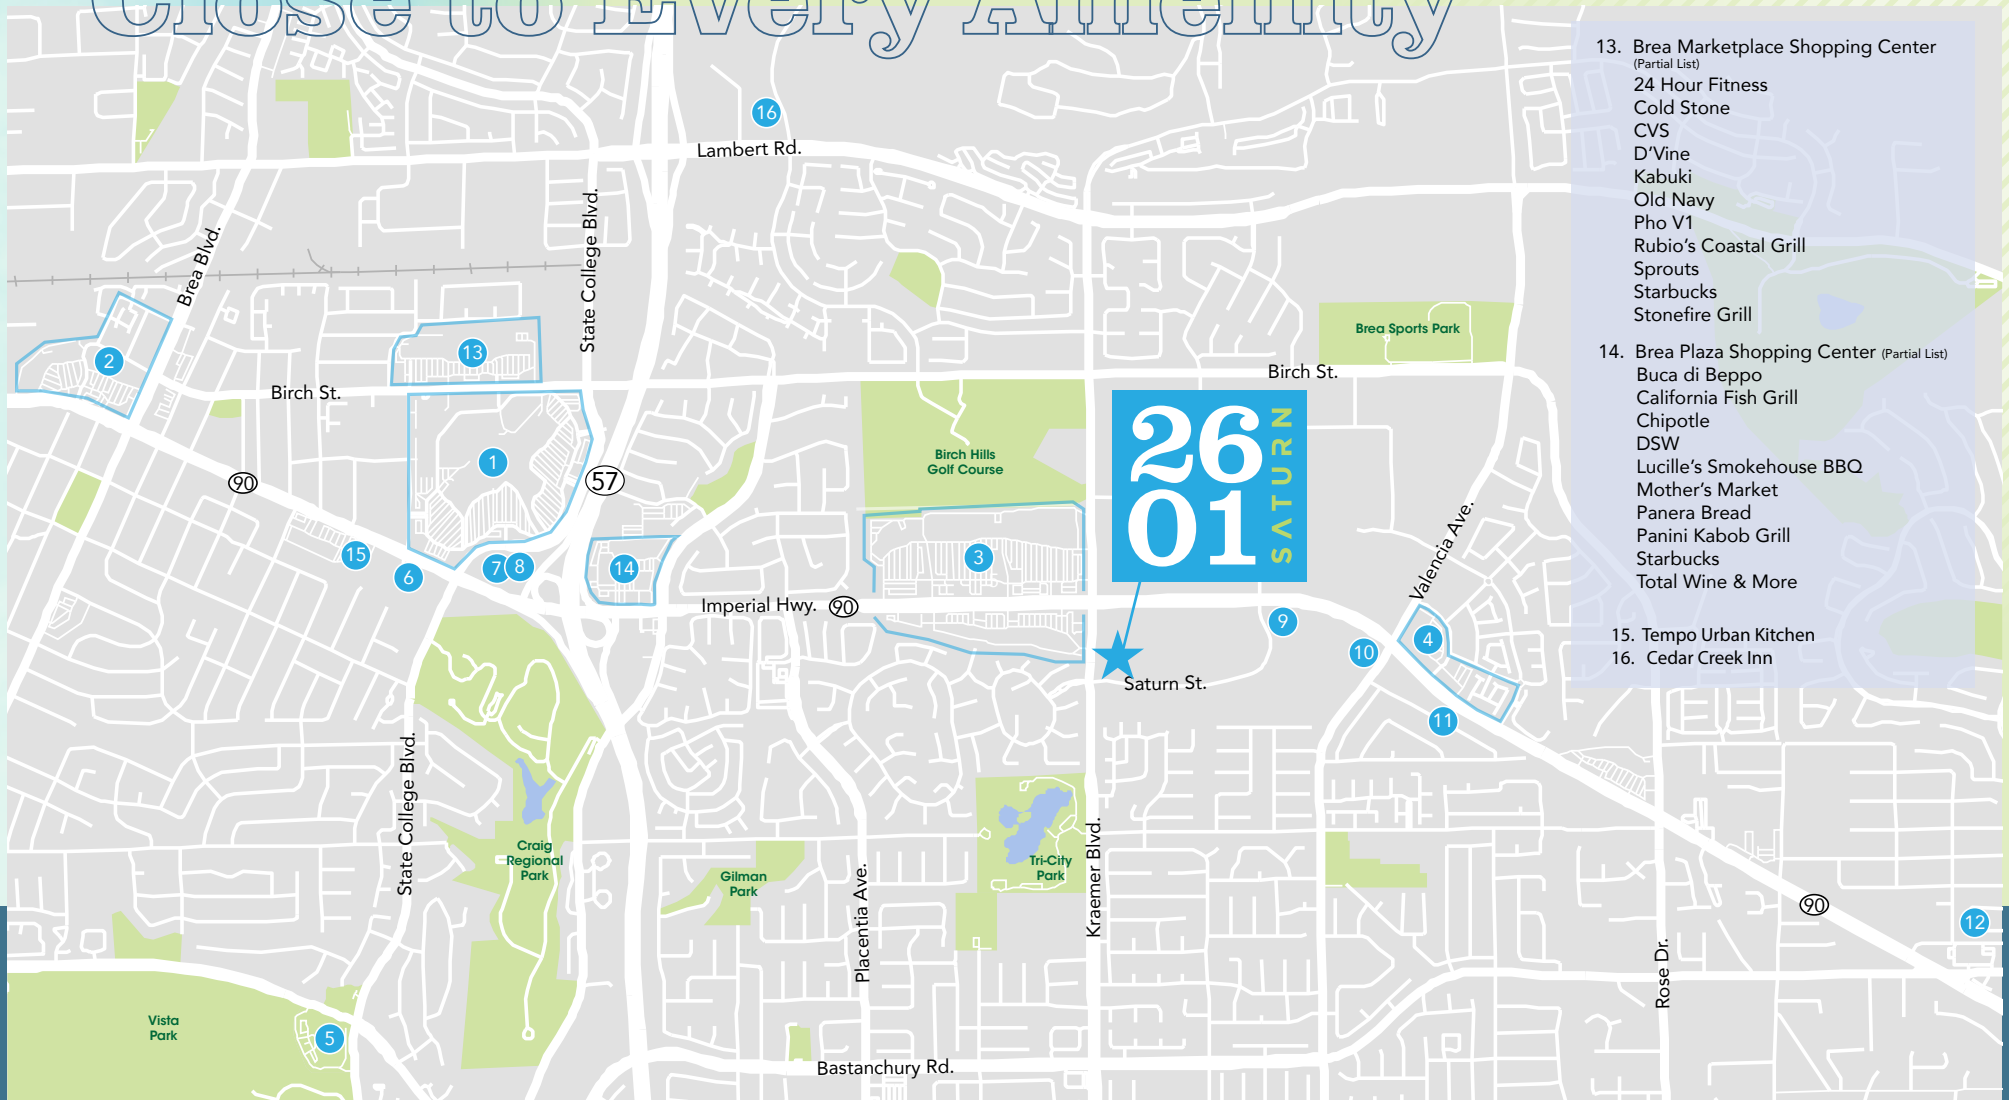 Close to Every Amenity
13. Brea Marketplace Shopping Center
(Partial List)
24 Hour Fitness
Cold Stone
CVS
D'Vine
Kabuki
Old Navy
Pho V1
Rubio's Coastal Grill
Sprouts
Starbucks
Stonefire Grill
14. Brea Plaza Shopping Center (Partial List)
Buca di Beppo
California Fish Grill
Chipotle
DSW
Lucille's Smokehouse BBQ
Mother's Market
Panera Bread
Panini Kabob Grill
Starbucks
Total Wine & More
15. Tempo Urban Kitchen
16. Cedar Creek Inn
16
Lambert Rd.
State College Blvd.
Brea Blvd.
Brea Sports Park
2
13
Birch St.
Birch St.
26
01
SATURN
1
90
57
Birch Hills
Golf Course
Valencia Ave.
15
6
7
8
14
3
Imperial Hwy.
90
9
10
4
Saturn St.
11
State College Blvd.
Craig
Regional
Park
Gilman
Park
Tri-City
Park
Placentia Ave.
Kraemer Blvd.
90
12
Rose Dr.
Vista
Park
5
Bastanchury Rd.